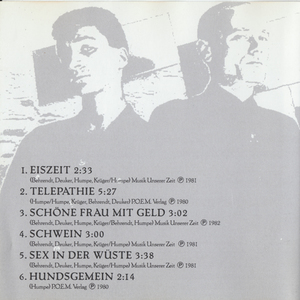 1. EISZEIT 2:33
(Behrendt, Deuker, Humpe, Krüger/Humpe) Musik Unserer Zeit ℗ 1981
2. TELEPATHIE 5:27
(Humpe/Humpe, Krüger, Behrendt, Deuker) P.O.E.M. Verlag ℗ 1980
3. SCHÖNE FRAU MIT GELD 3:02
(Behrendt, Deuker, Humpe, Krüger/Behrendt, Humpe) Musik Unserer Zeit ℗ 1982
4. SCHWEIN 3:00
(Behrendt, Deuker, Humpe, Krüger/Humpe) Musik Unserer Zeit ℗ 1981
5. SEX IN DER WÜSTE 3:38
(Behrendt, Deuker, Humpe, Krüger/Humpe) Musik Unserer Zeit ℗ 1981
6. HUNDSGEMEIN 2:14
(Humpe) P.O.E.M. Verlag ℗ 1980